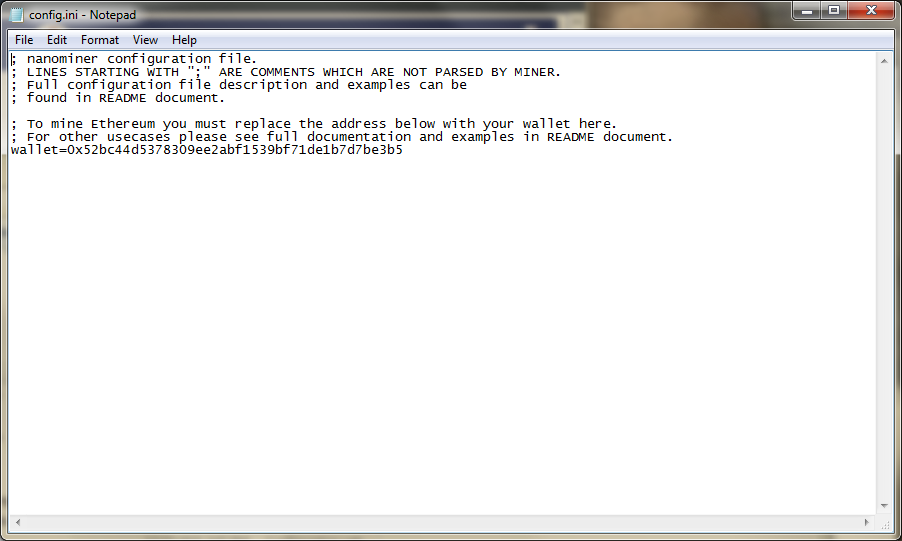 config.ini - Notepad
File Edit Format View Help
; nanominer configuration file.
; LINES STARTING WITH ";" ARE COMMENTS WHICH ARE NOT PARSED BY MINER.
; Full configuration file description and examples can be
; found in README document.
; To mine Ethereum you must replace the address below with your wallet here.
; For other usecases please see full documentation and examples in README document.
wallet=0x52bc44d5378309ee2abf1539bf71de1b7d7be3b5